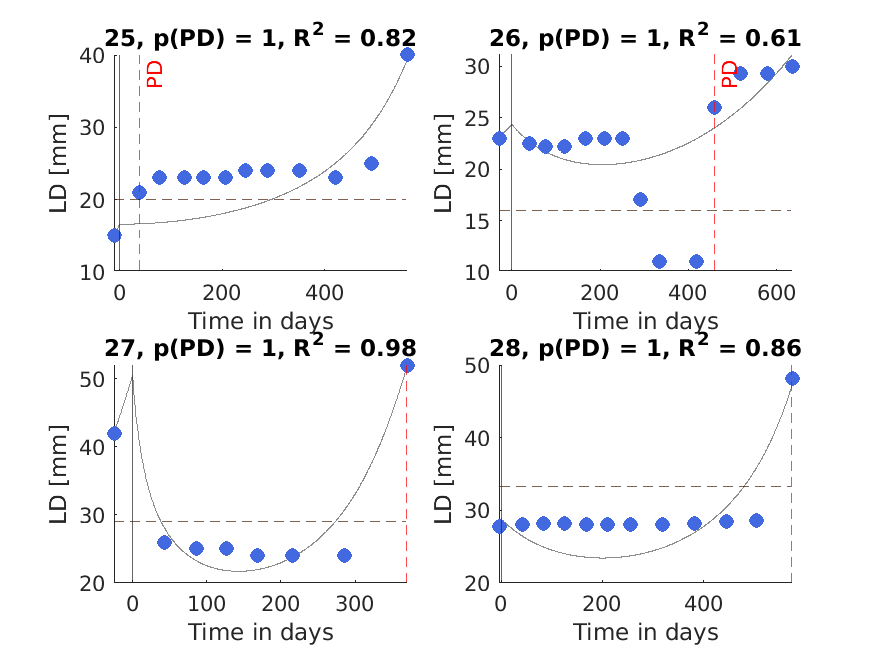 25, p(PD) = 1, R² = 0.82
40
30
20
10
LD [mm]
PD
0 200 400
Time in days
26, p(PD) = 1, R² = 0.61
30
25
20
15
10
LD [mm]
PD
0 200 400 600
Time in days
27, p(PD) = 1, R² = 0.98
50
40
30
20
LD [mm]
0 100 200 300
Time in days
28, p(PD) = 1, R² = 0.86
50
40
30
20
LD [mm]
0 200 400
Time in days